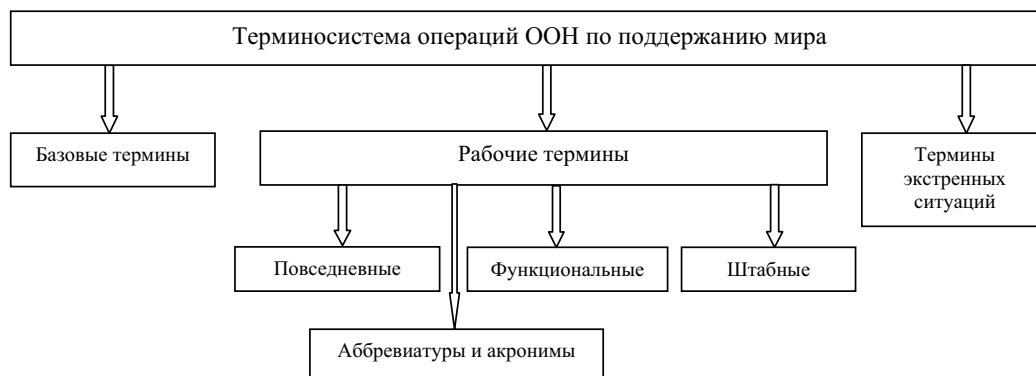 Терминосистема операций ООН по поддержанию мира
Базовые термины
Рабочие термины
Термины
экстренных
ситуаций
Повседневные
Функциональные
Штабные
Аббревиатуры и акронимы